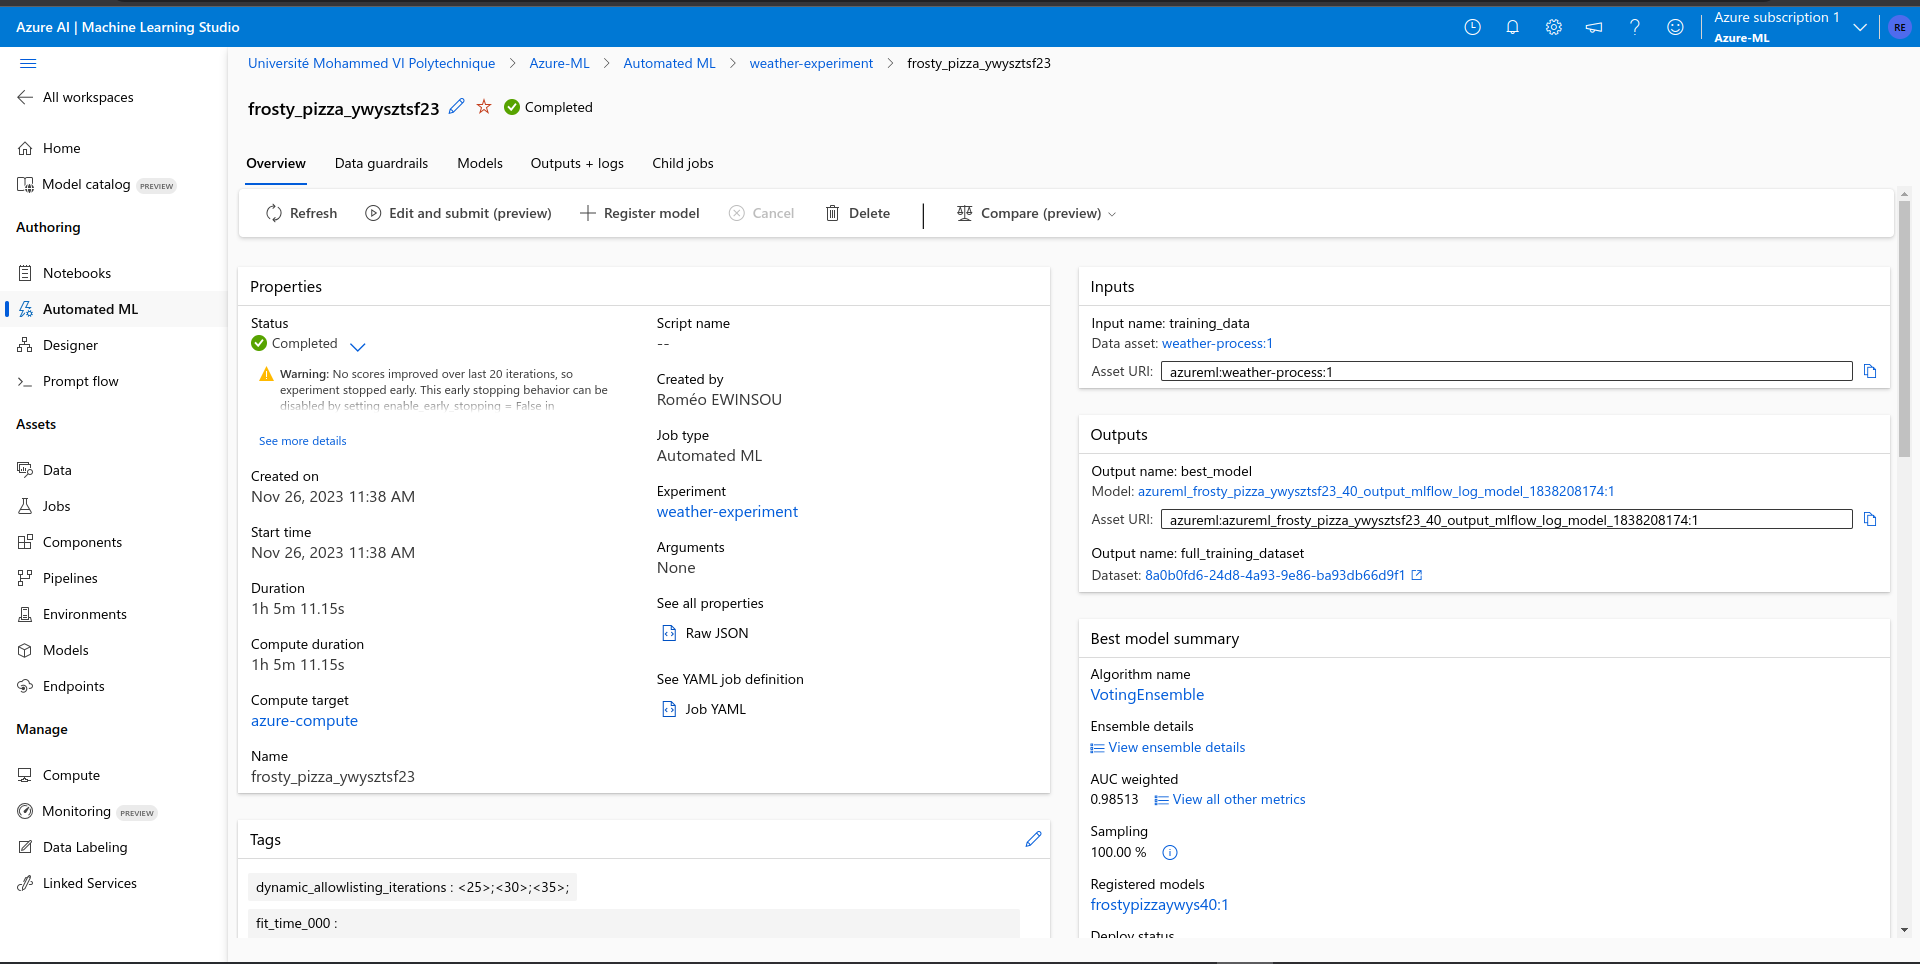 Azure AI | Machine Learning Studio
Azure subscription 1
Azure-ML
RE
All workspaces
Home
Model catalog PREVIEW
Authoring
Notebooks
Automated ML
Designer
Prompt flow
Assets
Data
Jobs
Components
Pipelines
Environments
Models
Endpoints
Manage
Compute
Monitoring PREVIEW
Data Labeling
Linked Services
Université Mohammed VI Polytechnique > Azure-ML > Automated ML > weather-experiment > frosty_pizza_ywysztsf23
frosty_pizza_ywysztsf23 Completed
Overview Data guardrails Models Outputs + logs Child jobs
Refresh Edit and submit (preview) Register model Cancel Delete Compare (preview)
Properties
Status
Completed
Warning: No scores improved over last 20 iterations, so
experiment stopped early. This early stopping behavior can be
disabled by setting enable_early_stopping = False in
See more details
Created on
Nov 26, 2023 11:38 AM
Start time
Nov 26, 2023 11:38 AM
Duration
1h 5m 11.15s
Compute duration
1h 5m 11.15s
Compute target
azure-compute
Name
frosty_pizza_ywysztsf23
Script name
--
Created by
Roméo EWINSOU
Job type
Automated ML
Experiment
weather-experiment
Arguments
None
See all properties
Raw JSON
See YAML job definition
Job YAML
Tags
dynamic_allowlisting_iterations : <25>;<30>;<35>;
fit_time_000 :
Inputs
Input name: training_data
Data asset: weather-process:1
Asset URI: azureml:weather-process:1
Outputs
Output name: best_model
Model: azureml_frosty_pizza_ywysztsf23_40_output_mlflow_log_model_1838208174:1
Asset URI: azureml:azureml_frosty_pizza_ywysztsf23_40_output_mlflow_log_model_1838208174:1
Output name: full_training_dataset
Dataset: 8a0b0fd6-24d8-4a93-9e86-ba93db66d9f1
Best model summary
Algorithm name
VotingEnsemble
Ensemble details
View ensemble details
AUC weighted
0.98513 View all other metrics
Sampling
100.00 %
Registered models
frostypizzaywys40:1
Deploy status